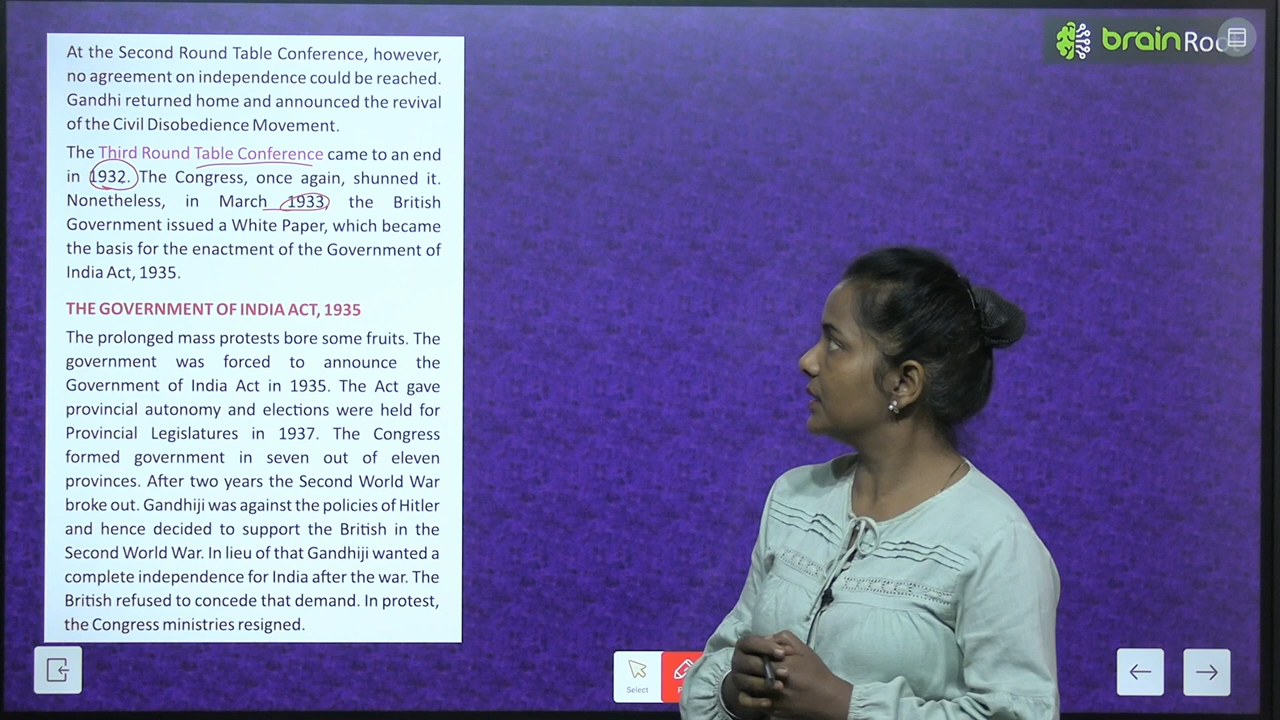 At the Second Round Table Conference, however,
no agreement on independence could be reached.
Gandhi returned home and announced the revival
of the Civil Disobedience Movement.
The Third Round Table Conference came to an end
in 1932. The Congress, once again, shunned it.
Nonetheless, in March 1933, the British
Government issued a White Paper, which became
the basis for the enactment of the Government of
India Act, 1935.
THE GOVERNMENT OF INDIA ACT, 1935
The prolonged mass protests bore some fruits. The
government was forced to announce the
Government of India Act in 1935. The Act gave
provincial autonomy and elections were held for
Provincial Legislatures in 1937. The Congress
formed government in seven out of eleven
provinces. After two years the Second World War
broke out. Gandhiji was against the policies of Hitler
and hence decided to support the British in the
Second World War. In lieu of that Gandhiji wanted a
complete independence for India after the war. The
British refused to concede that demand. In protest,
the Congress ministries resigned.
brain
Select